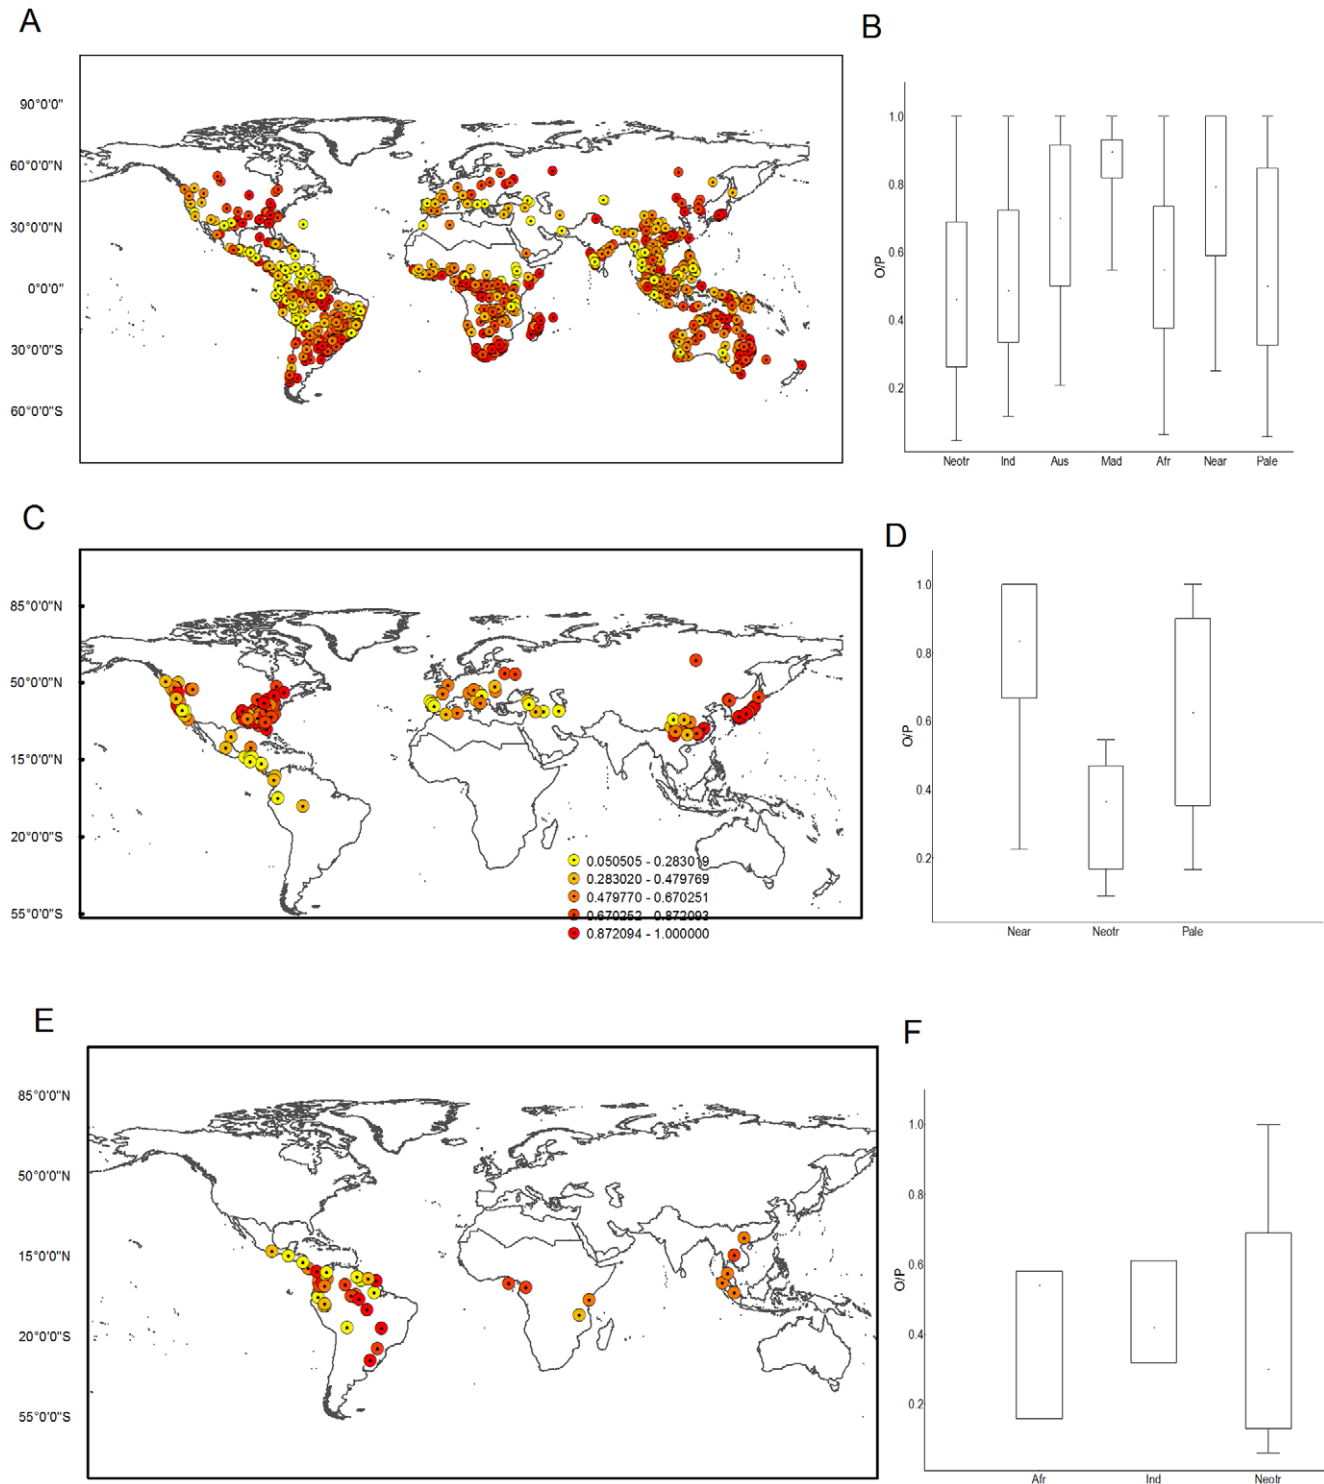 A
90°0'0"
60°0'0"N
30°0'0"N
0°0'0"
30°0'0"S
60°0'0"S
B
O/P
1.0
0.8
0.6
0.4
0.2
Neotr Ind Aus Mad Afr Near Pale
C
85°0'0"N
50°0'0"N
15°0'0"N
20°0'0"S
55°0'0"S
0.050505 - 0.283019
0.283020 - 0.479769
0.479770 - 0.670251
0.670252 - 0.872093
0.872094 - 1.000000
D
O/P
1.0
0.8
0.6
0.4
0.2
Near Neotr Pale
E
85°0'0"N
50°0'0"N
15°0'0"N
20°0'0"S
55°0'0"S
F
O/P
1.0
0.8
0.6
0.4
0.2
Afr Ind Neotr